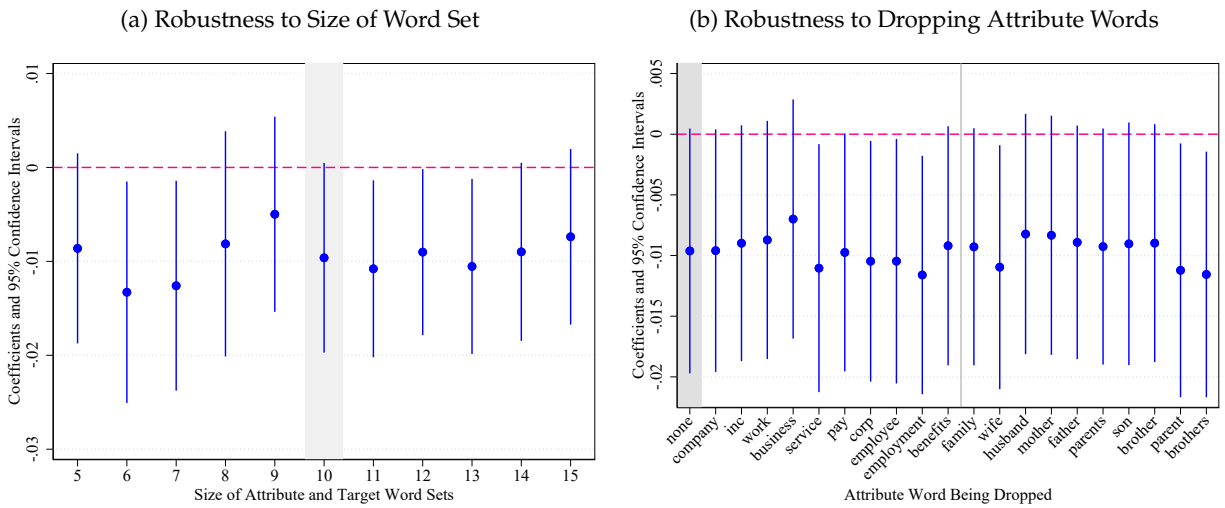 (a) Robustness to Size of Word Set
Coefficients and 95% Confidence Intervals
.01
0
-.01
-.02
-.03
5 6 7 8 9 10 11 12 13 14 15
Size of Attribute and Target Word Sets
(b) Robustness to Dropping Attribute Words
Coefficients and 95% Confidence Intervals
.005
0
-.005
-.01
-.015
-.02
none company inc work business service pay corp employee employment benefits family wife husband mother father parents son brother parent brothers
Attribute Word Being Dropped